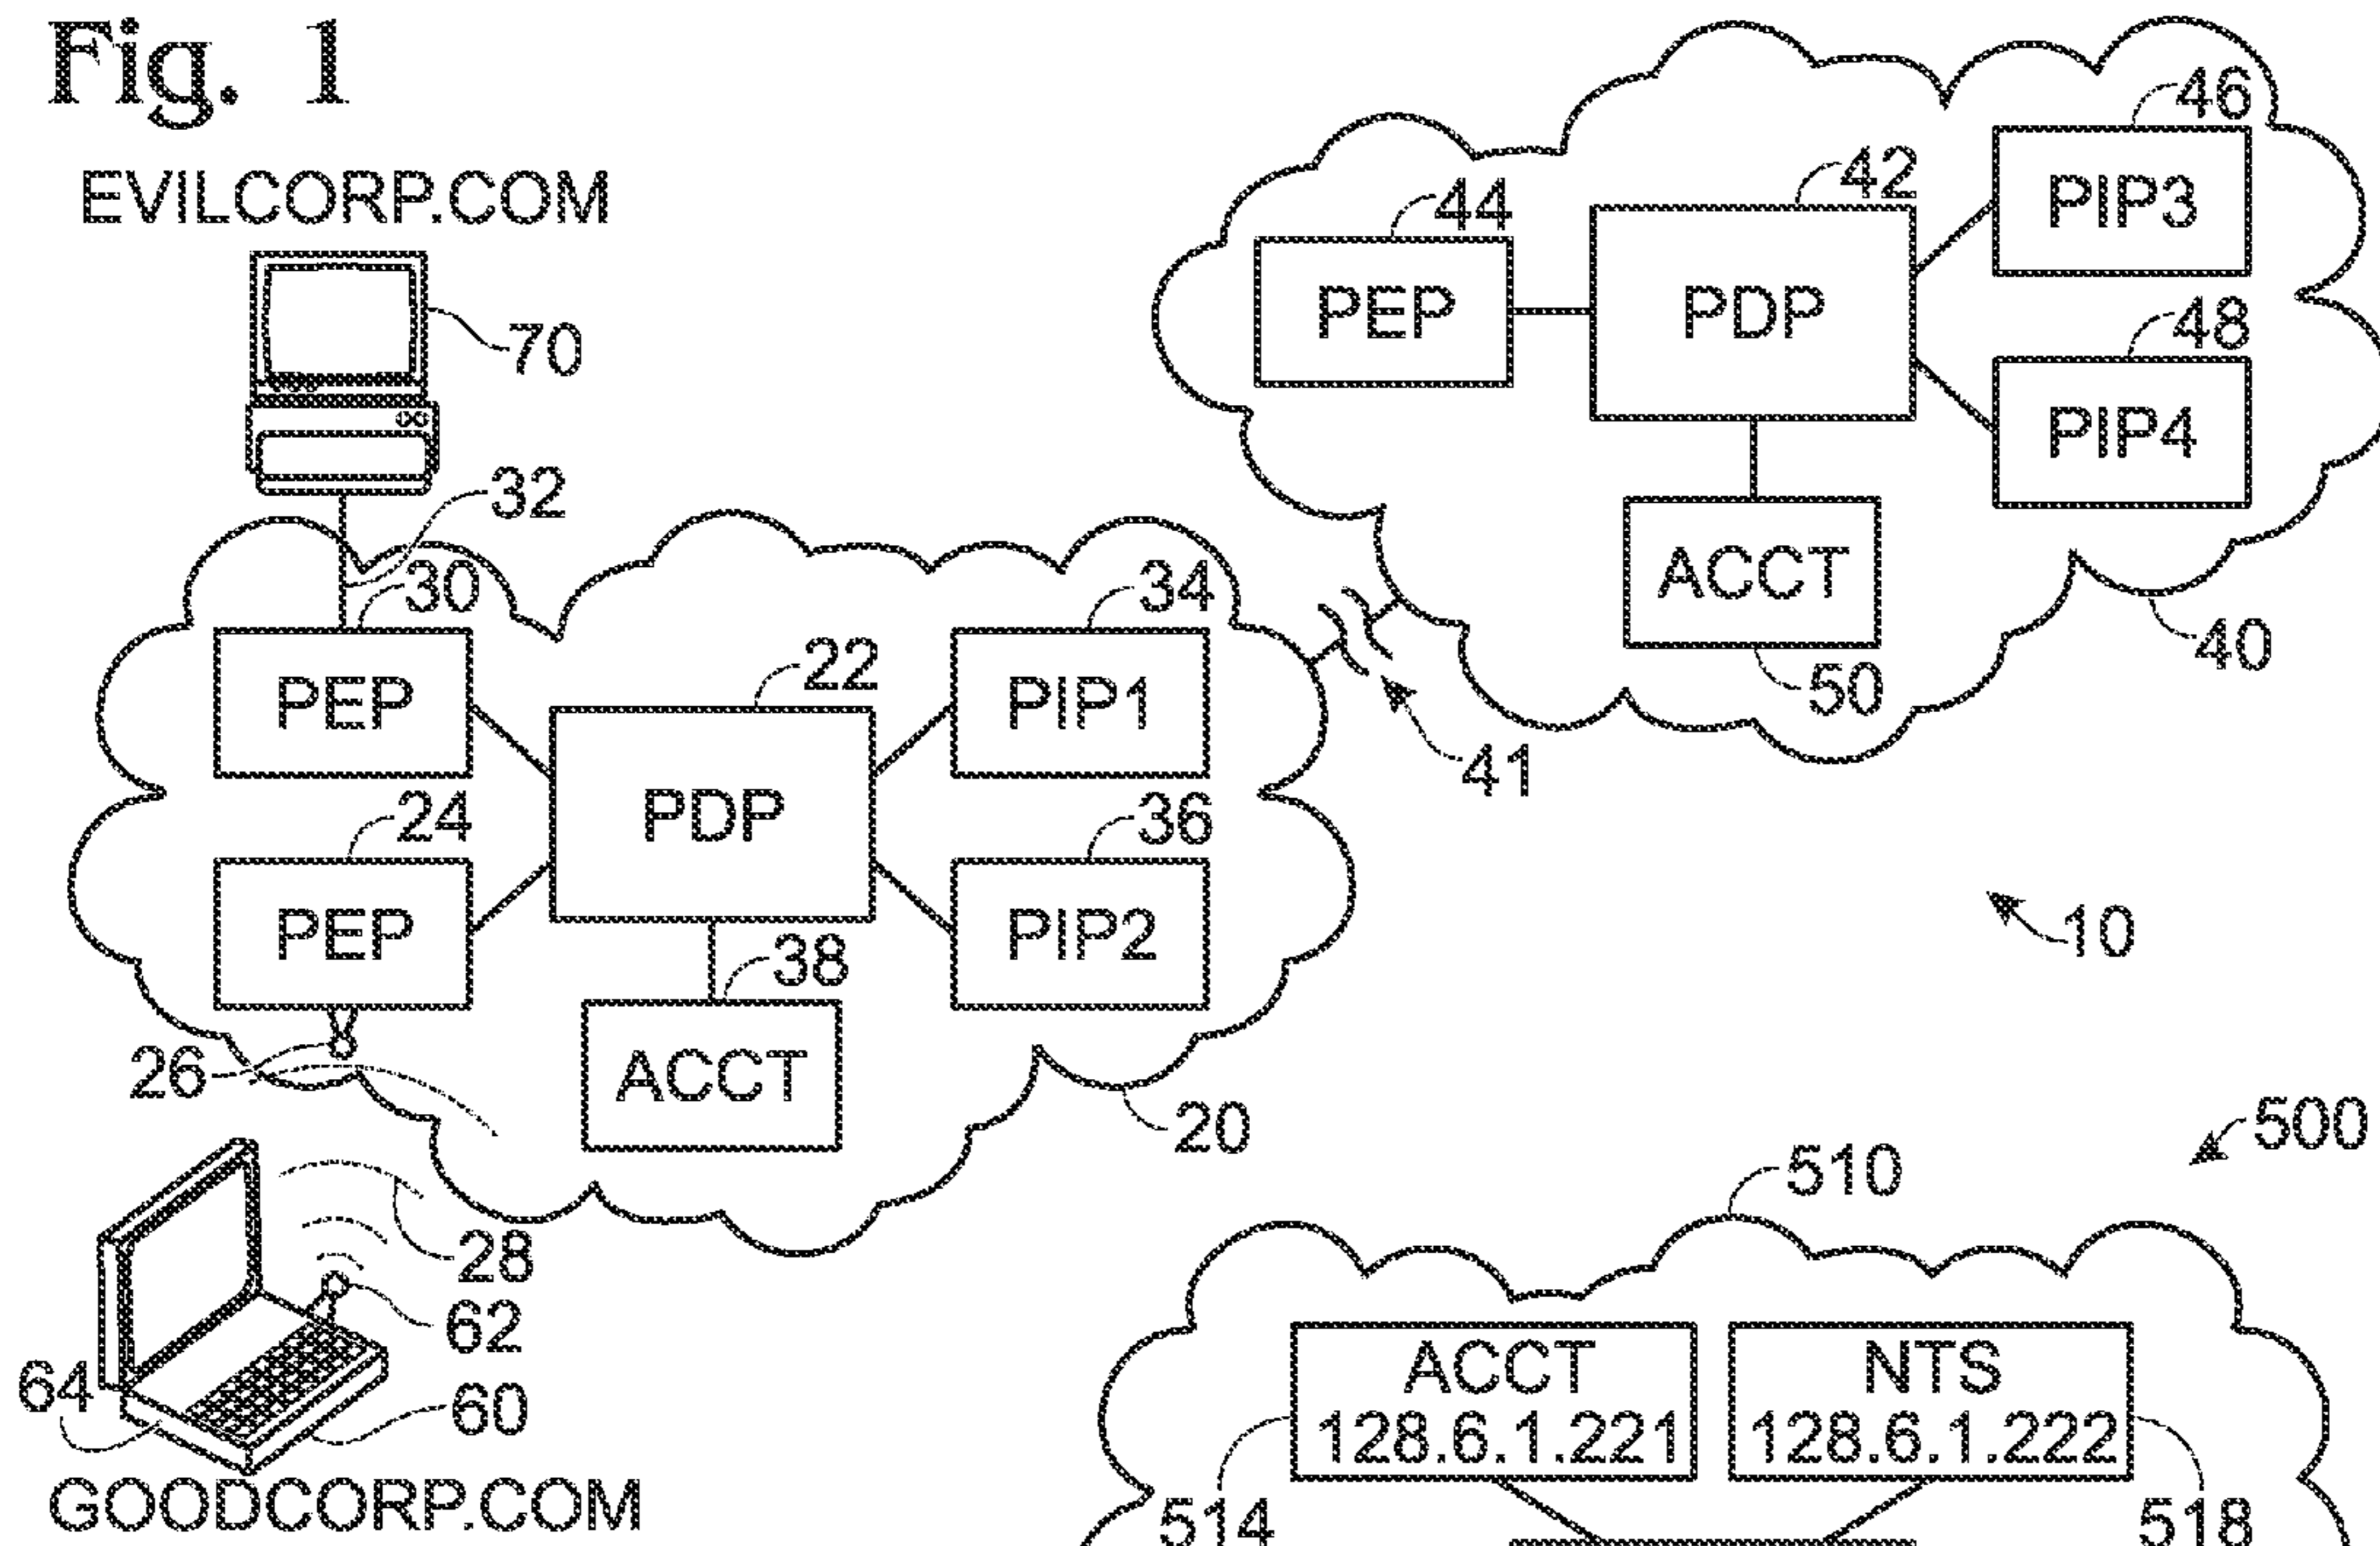 Fig. 1
EVILCORP.COM
70
32
30
PEP
24
PEP
26
22
PDP
38
ACCT
34
PIP1
36
PIP2
20
28
62
64
60
GOODCORP.COM
44
PEP
42
PDP
46
PIP3
48
PIP4
ACCT
50
40
41
10
500
510
ACCT
128.6.1.221
514
NTS
128.6.1.222
518